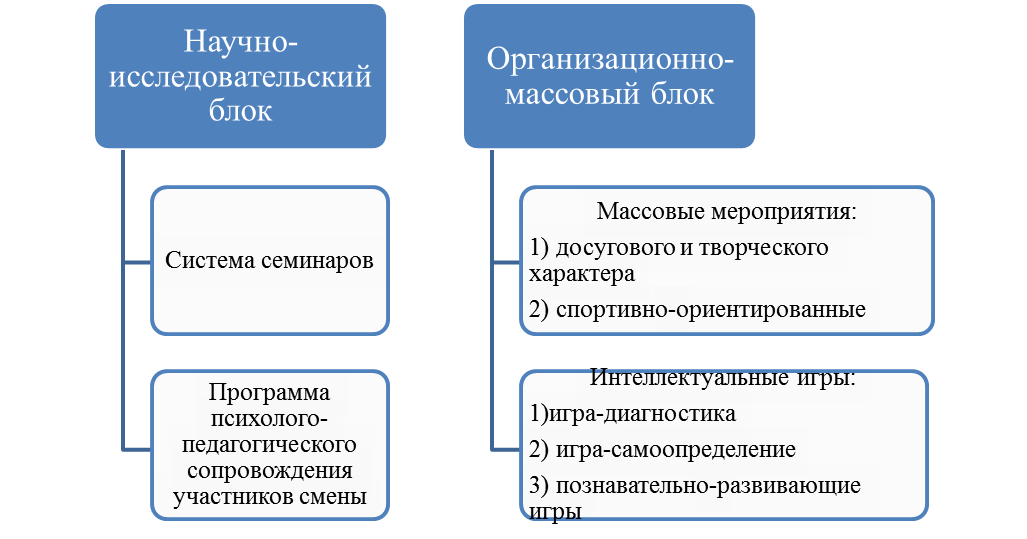 Научно-
исследовательский
блок
Система семинаров
Программа
психолого-
педагогического
сопровождения
участников смены
Организационно-
массовый блок
Массовые мероприятия:
1) досугового и творческого
характера
2) спортивно-ориентированные
Интеллектуальные игры:
1)игра-диагностика
2) игра-самоопределение
3) познавательно-развивающие
игры